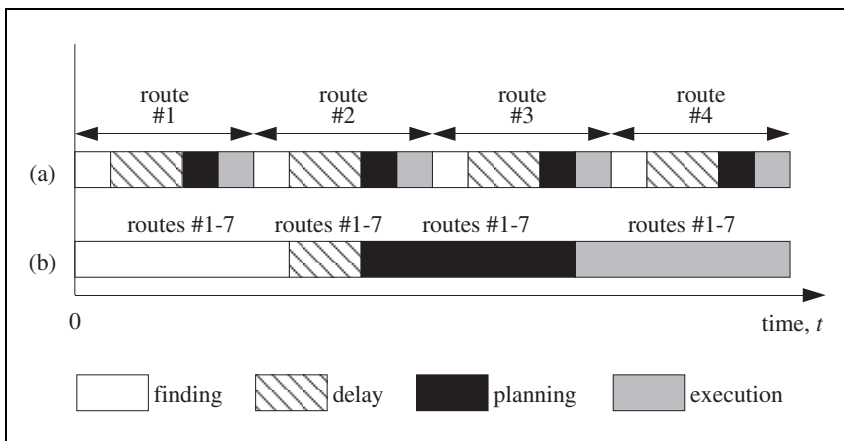 route
#1
route
#2
route
#3
route
#4
(a)
routes #1-7 routes #1-7 routes #1-7 routes #1-7
(b)
0 time, t
finding delay planning execution